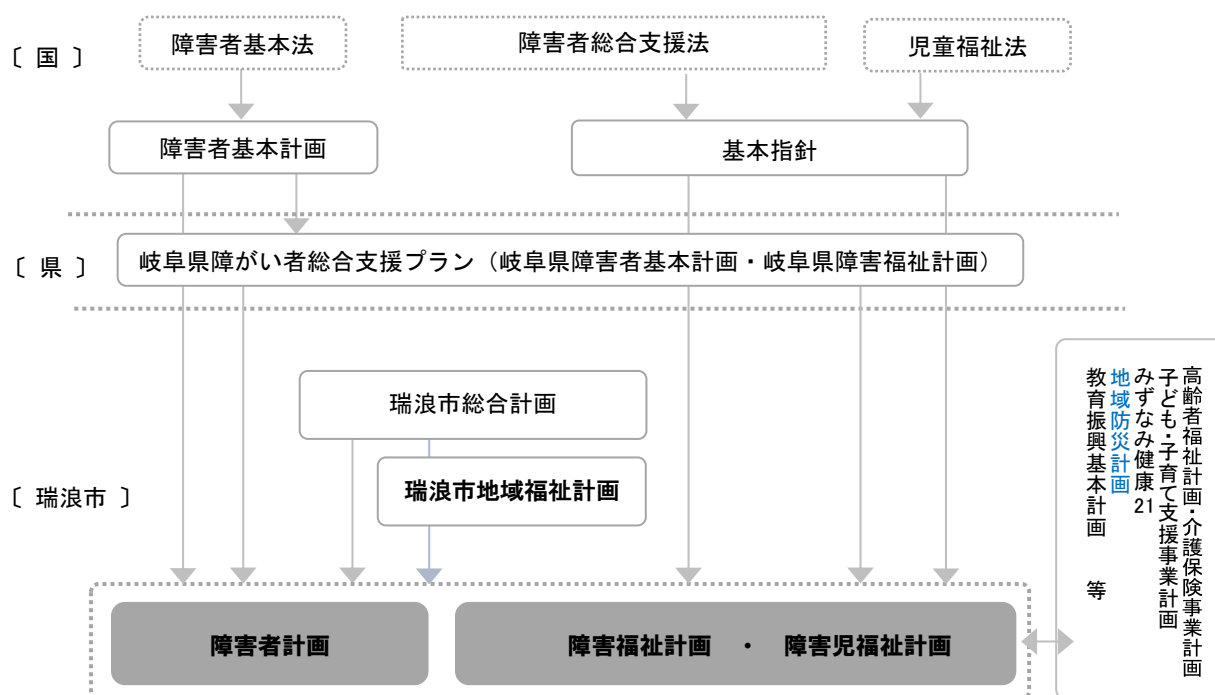 〔 国 〕
障害者基本法
障害者総合支援法
児童福祉法
障害者基本計画
基本指針
〔 県 〕
岐阜県障がい者総合支援プラン（岐阜県障害者基本計画・岐阜県障害福祉計画）
〔 瑞浪市 〕
瑞浪市総合計画
瑞浪市地域福祉計画
高齢者福祉計画・介護保険事業計画
子ども・子育て支援事業計画
みずなみ健康21
地域防災計画
教育振興基本計画　等
障害者計画
障害福祉計画　・　障害児福祉計画